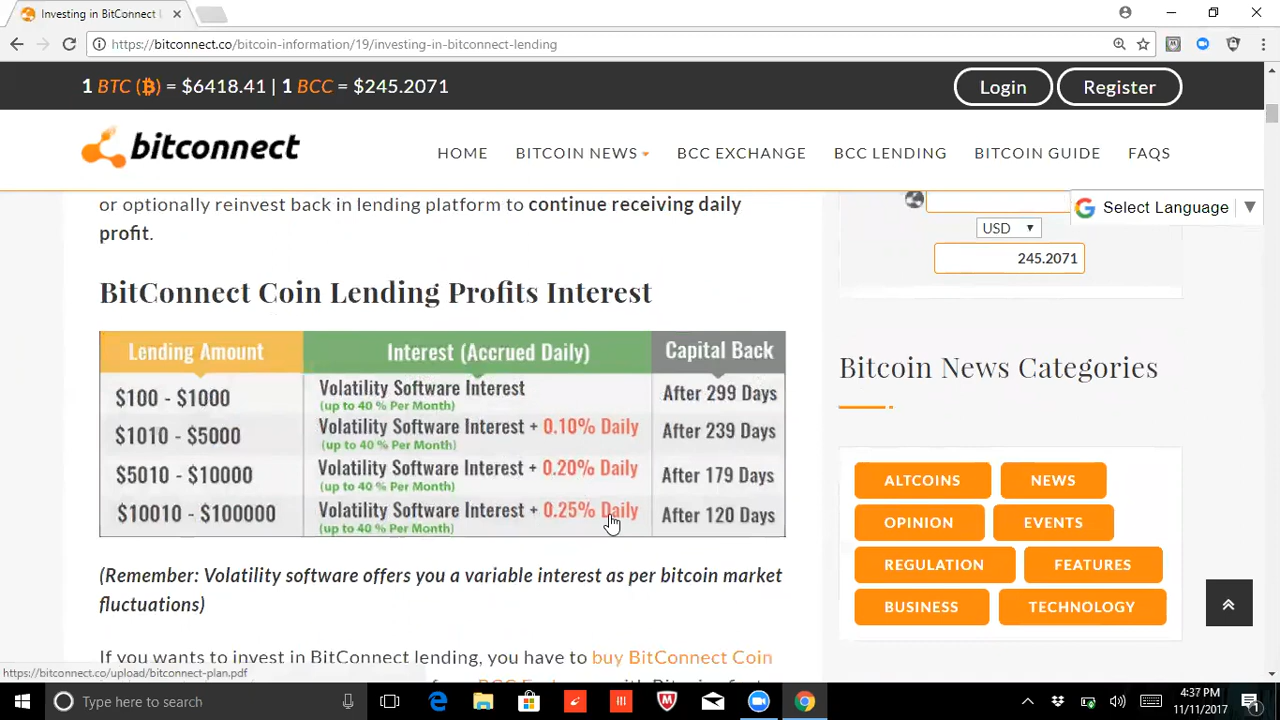 Investing in BitConnect L
https://bitconnect.co/bitcoin-information/19/investing-in-bitconnect-lending
1 BTC (₿) = $6418.41 | 1 BCC = $245.2071
Login
Register
bitconnect
HOME
BITCOIN NEWS
BCC EXCHANGE
BCC LENDING
BITCOIN GUIDE
FAQS
Select Language
or optionally reinvest back in lending platform to continue receiving daily
profit.
USD
245.2071
BitConnect Coin Lending Profits Interest
Lending Amount
Interest (Accrued Daily)
Capital Back
$100 - $1000
Volatility Software Interest
(up to 40 % Per Month)
After 299 Days
$1010 - $5000
Volatility Software Interest + 0.10% Daily
(up to 40 % Per Month)
After 239 Days
$5010 - $10000
Volatility Software Interest + 0.20% Daily
(up to 40 % Per Month)
After 179 Days
$10010 - $100000
Volatility Software Interest + 0.25% Daily
(up to 40 % Per Month)
After 120 Days
(Remember: Volatility software offers you a variable interest as per bitcoin market
fluctuations)
If you wants to invest in BitConnect lending, you have to buy BitConnect Coin
Bitcoin News Categories
ALTCOINS
NEWS
OPINION
EVENTS
REGULATION
FEATURES
BUSINESS
TECHNOLOGY
https://bitconnect.co/upload/bitconnect-plan.pdf
Type here to search
4:37 PM
11/11/2017